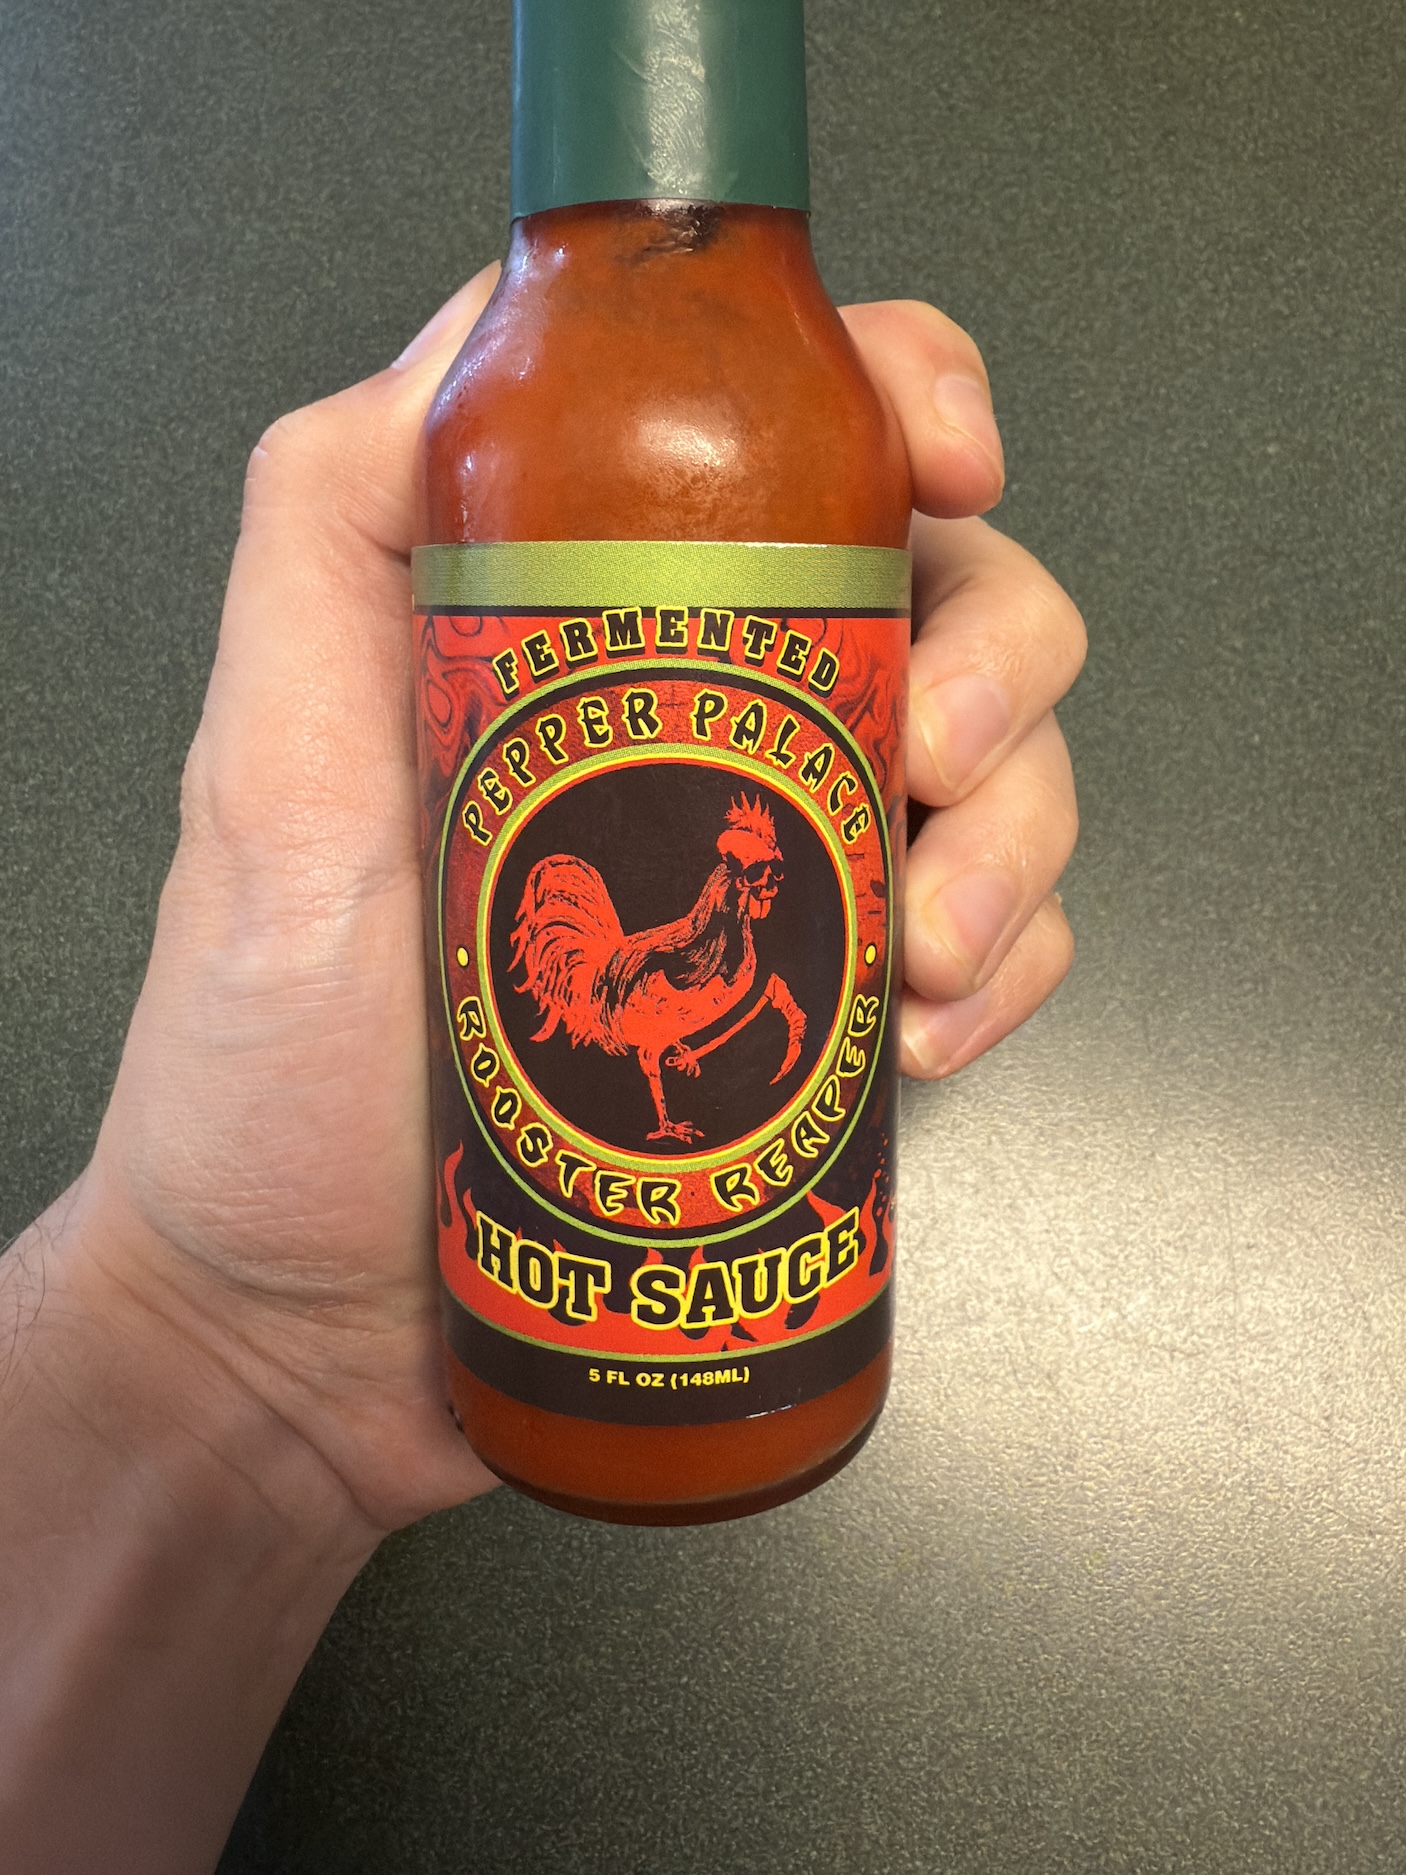 FERMENTED
PEPPER PALACE
ROOSTER REAPER
HOT SAUCE
5 FL OZ (148ML)